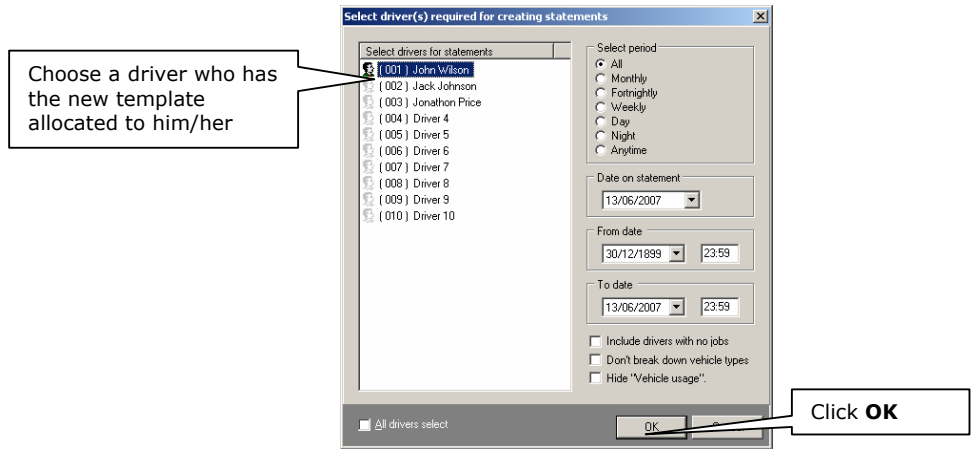 Select driver(s) required for creating statements
Choose a driver who has
the new template
allocated to him/her
Select drivers for statements
( 001 ) John Wilson
( 002 ) Jack Johnson
( 003 ) Jonathon Price
( 004 ) Driver 4
( 005 ) Driver 5
( 006 ) Driver 6
( 007 ) Driver 7
( 008 ) Driver 8
( 009 ) Driver 9
( 010 ) Driver 10
Select period
All
Monthly
Fortnightly
Weekly
Day
Night
Anytime
Date on statement
13/06/2007
From date
30/12/1899 23:59
To date
13/06/2007 23:59
Include drivers with no jobs
Don't break down vehicle types
Hide "Vehicle usage".
All drivers select
OK
Click OK